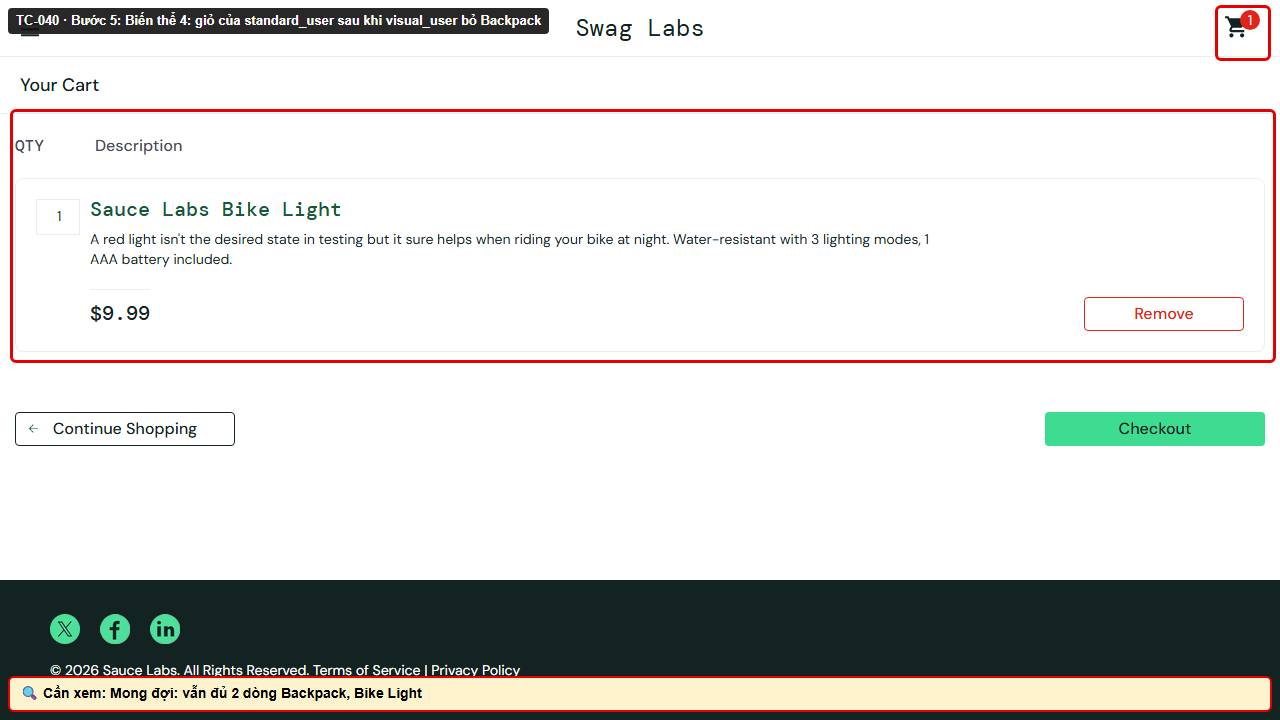 TC-040 · Bước 5: Biến thể 4: giỏ của standard_user sau khi visual_user bỏ Backpack
Swag Labs
1
Your Cart
QTY Description
1
Sauce Labs Bike Light
A red light isn't the desired state in testing but it sure helps when riding your bike at night. Water-resistant with 3 lighting modes, 1
AAA battery included.
$9.99
Remove
Continue Shopping
Checkout
© 2026 Sauce Labs. All Rights Reserved. Terms of Service | Privacy Policy
Cần xem: Mong đợi: vẫn đủ 2 dòng Backpack, Bike Light